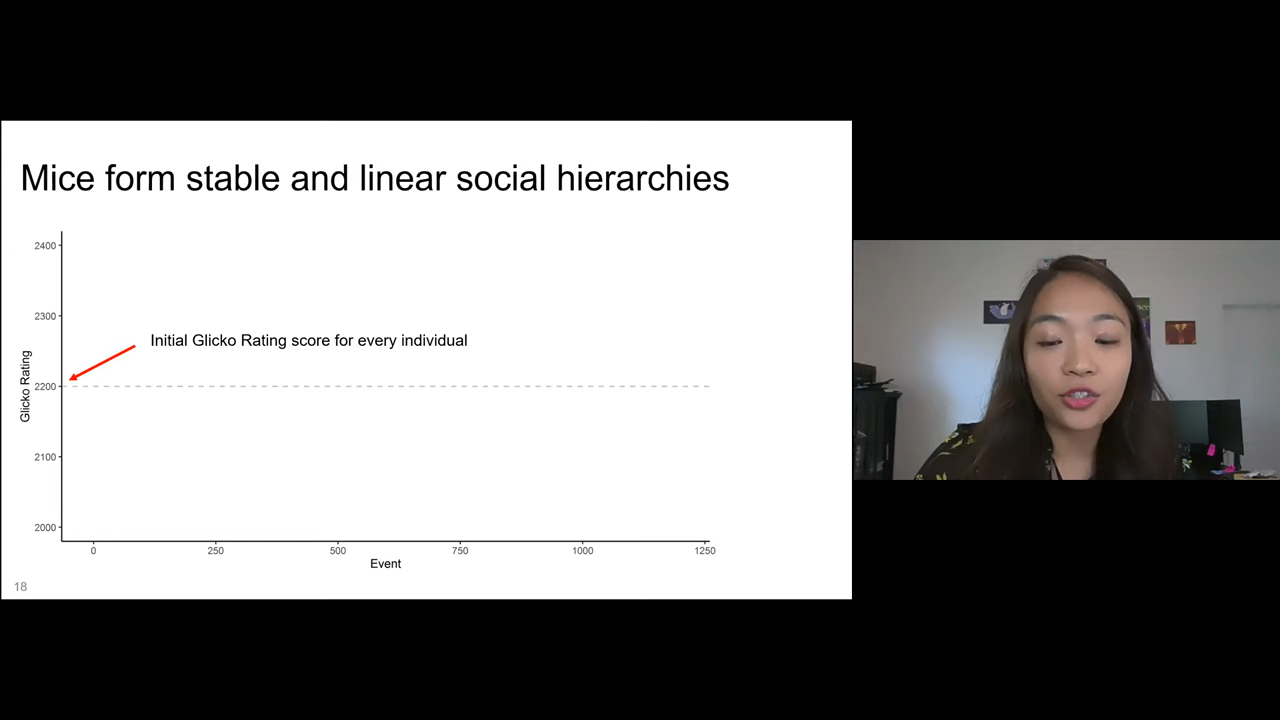 Mice form stable and linear social hierarchies
2400
2300
Initial Glicko Rating score for every individual
2200
2100
2000
Glicko Rating
0 250 500 750 1000 1250
Event
18